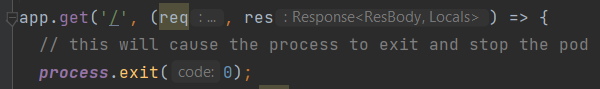 app.get('/', (req : ... , res : Response<ResBody, Locals> ) => {
// this will cause the process to exit and stop the pod
process.exit( code: 0);